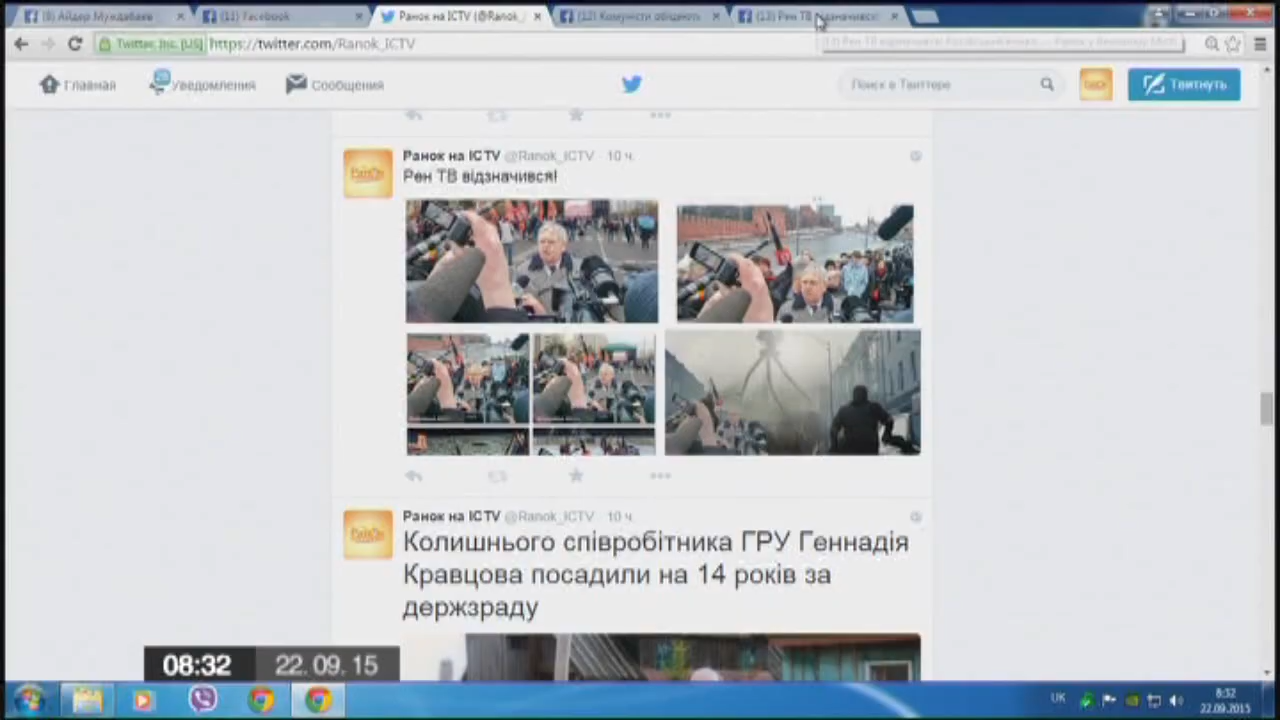 (9) Айдер Муждабаев
(11) Facebook
Ранок на ICTV (@Ranok_
(12) Комуністи обіцяють
(13) Рен ТВ відзначився!
Twitter, Inc. [US] https://twitter.com/Ranok_ICTV
Главная Уведомления Сообщения Поиск в Твиттере Твитнуть
Ранок на ICTV @Ranok_ICTV · 10 ч.
Рен ТВ відзначився!
Ранок на ICTV @Ranok_ICTV · 10 ч.
Колишнього співробітника ГРУ Геннадія
Кравцова посадили на 14 років за
держзраду
08:32 22.09.15
UK 8:32
22.09.2015